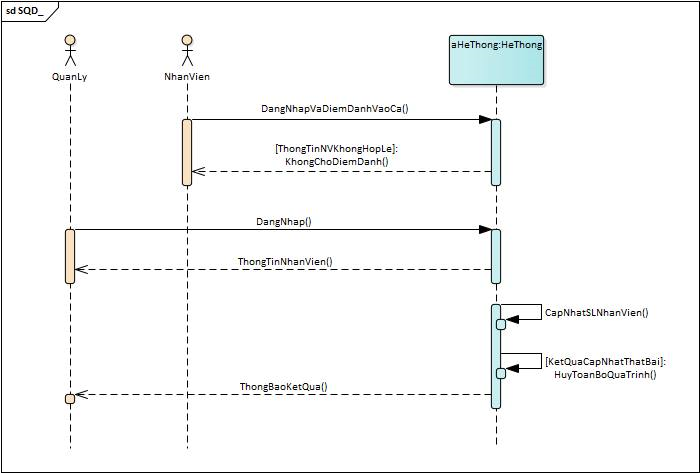 sd SQD_
QuanLy
NhanVien
aHeThong:HeThong
DangNhapVaDiemDanhVaoCa()
[ThongTinNVKhongHopLe]:
KhongChoDiemDanh()
DangNhap()
ThongTinNhanVien()
CapNhatSLNhanVien()
[KetQuaCapNhatThatBai]:
HuyToanBoQuaTrinh()
ThongBaoKetQua()